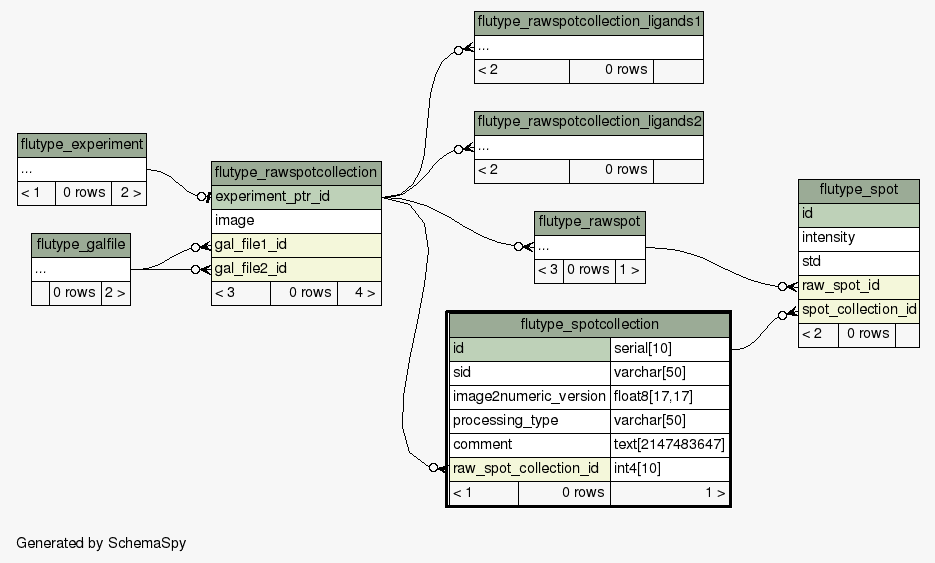 flutype_rawspotcollection_ligands1
...
< 2 0 rows
flutype_rawspotcollection_ligands2
...
< 2 0 rows
flutype_experiment
...
< 1 0 rows 2 >
flutype_galfile
...
0 rows 2 >
flutype_rawspotcollection
experiment_ptr_id
image
gal_file1_id
gal_file2_id
< 3 0 rows 4 >
flutype_rawspot
...
< 3 0 rows 1 >
flutype_spot
id
intensity
std
raw_spot_id
spot_collection_id
< 2 0 rows
flutype_spotcollection
id serial[10]
sid varchar[50]
image2numeric_version float8[17,17]
processing_type varchar[50]
comment text[2147483647]
raw_spot_collection_id int4[10]
< 1 0 rows 1 >
Generated by SchemaSpy